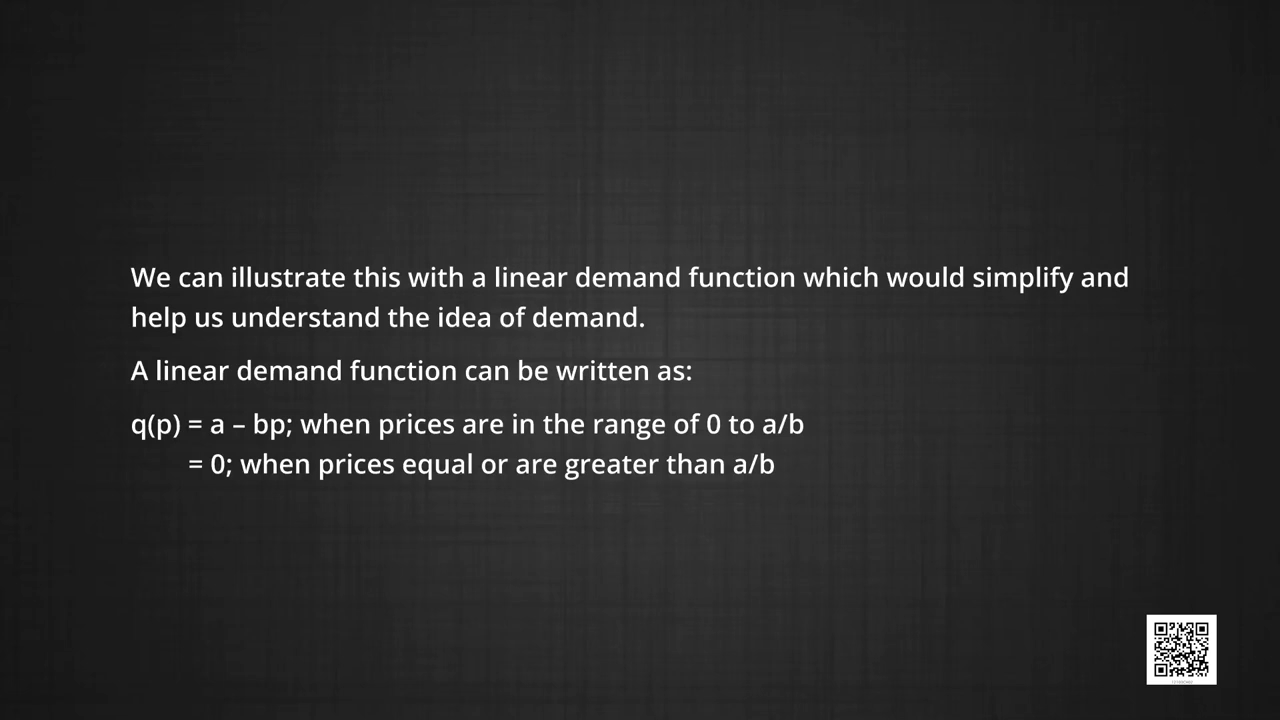 We can illustrate this with a linear demand function which would simplify and
help us understand the idea of demand.
A linear demand function can be written as:
q(p) = a – bp; when prices are in the range of 0 to a/b
= 0; when prices equal or are greater than a/b